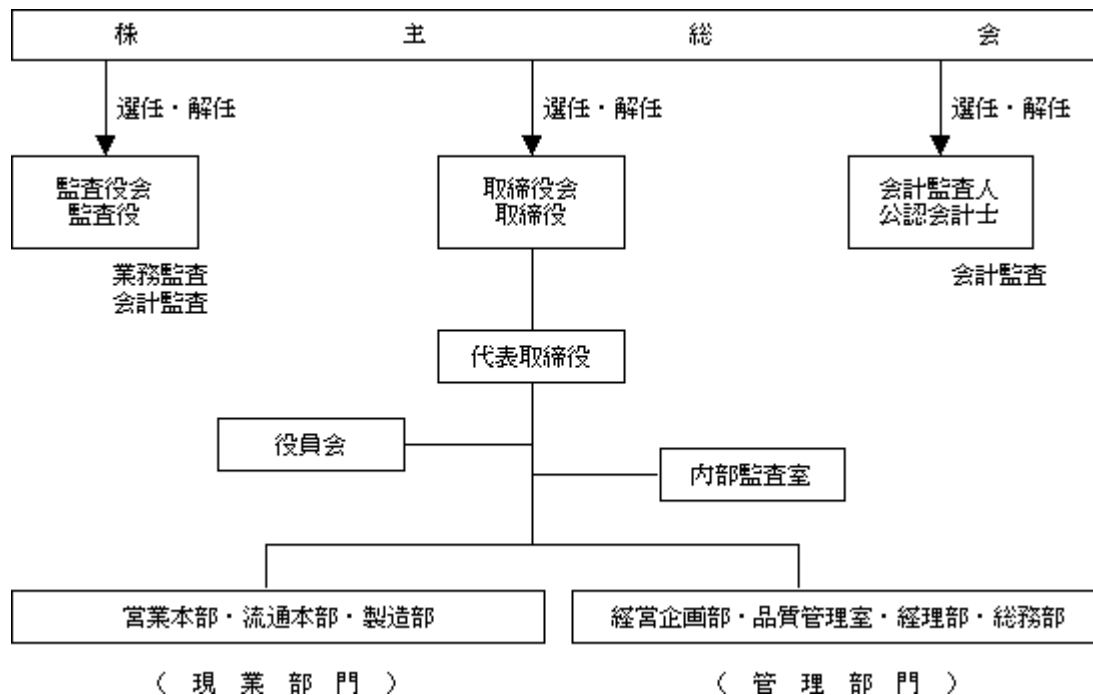 株主総会
選任・解任
選任・解任
選任・解任
監査役会
監査役
取締役会
取締役
会計監査人
公認会計士
業務監査
会計監査
会計監査
代表取締役
役員会
内部監査室
営業本部・流通本部・製造部
経営企画部・品質管理室・経理部・総務部
（現業部門）
（管理部門）